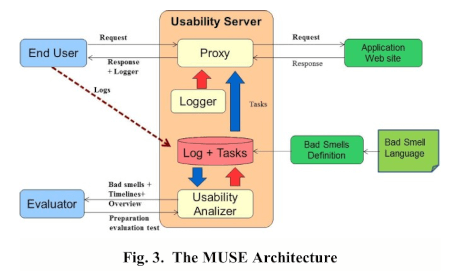 Usability Server
Request
Request
End User
Proxy
Application
Web site
Response
+ Logger
Response
Logs
Logger
Tasks
Log + Tasks
Bad Smells
Definition
Bad Smell
Language
Bad smells +
Timelines+
Overview
Evaluator
Usability
Analizer
Preparation
evaluation test
Fig. 3. The MUSE Architecture